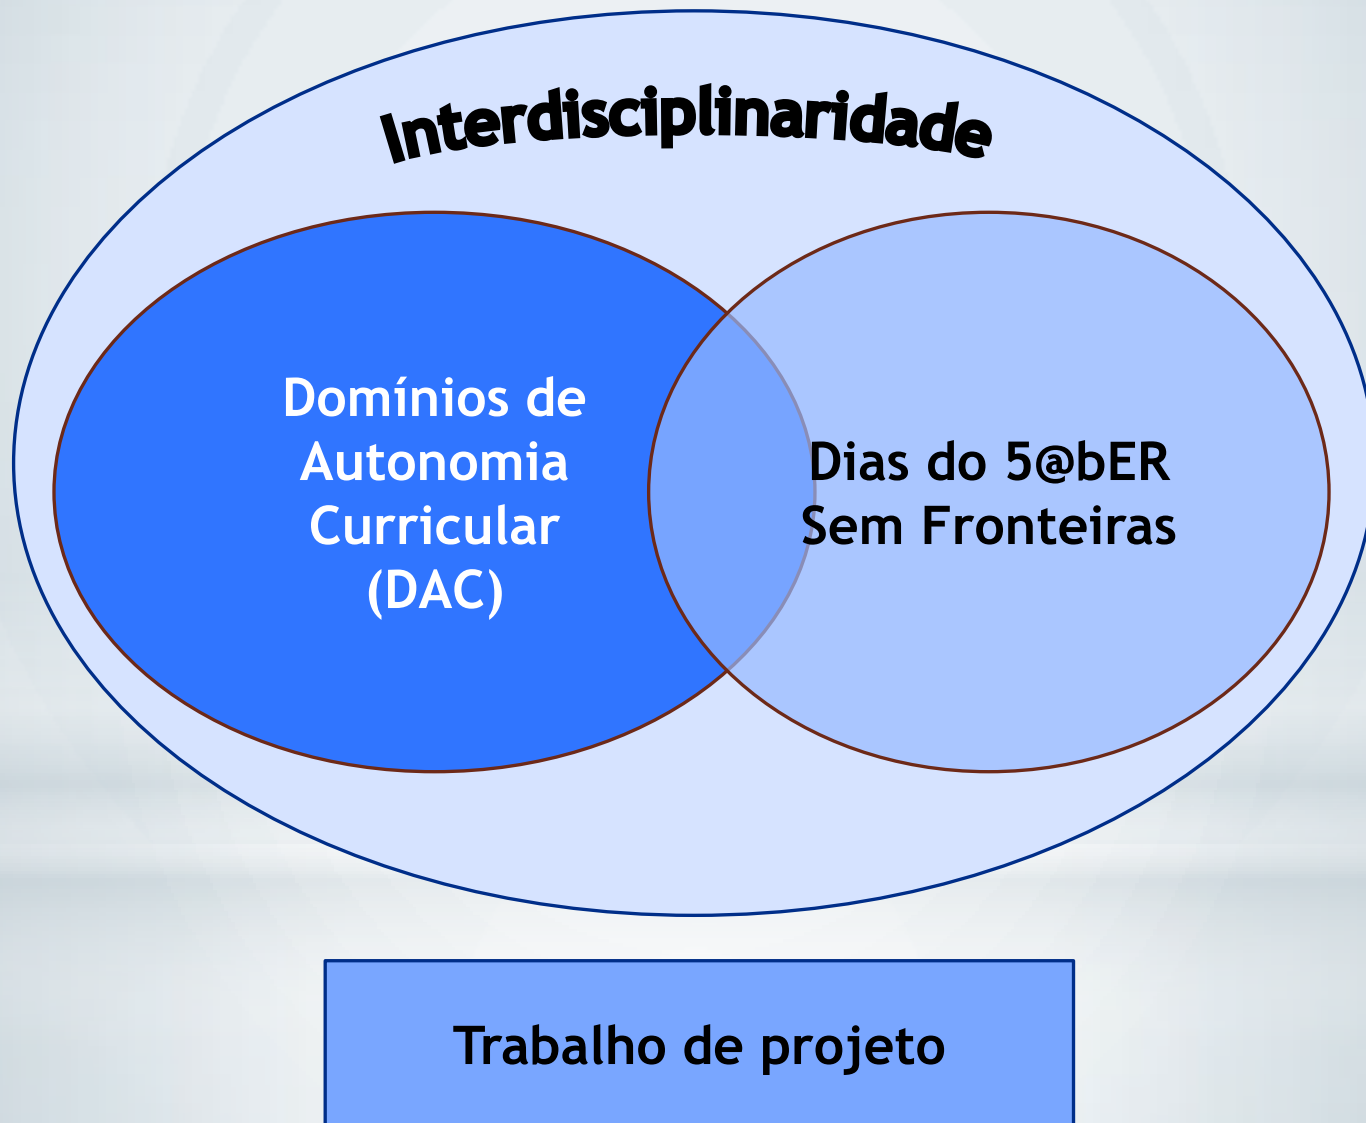 Interdisciplinaridade
Domínios de
Autonomia
Curricular
(DAC)
Dias do 5@bER
Sem Fronteiras
Trabalho de projeto